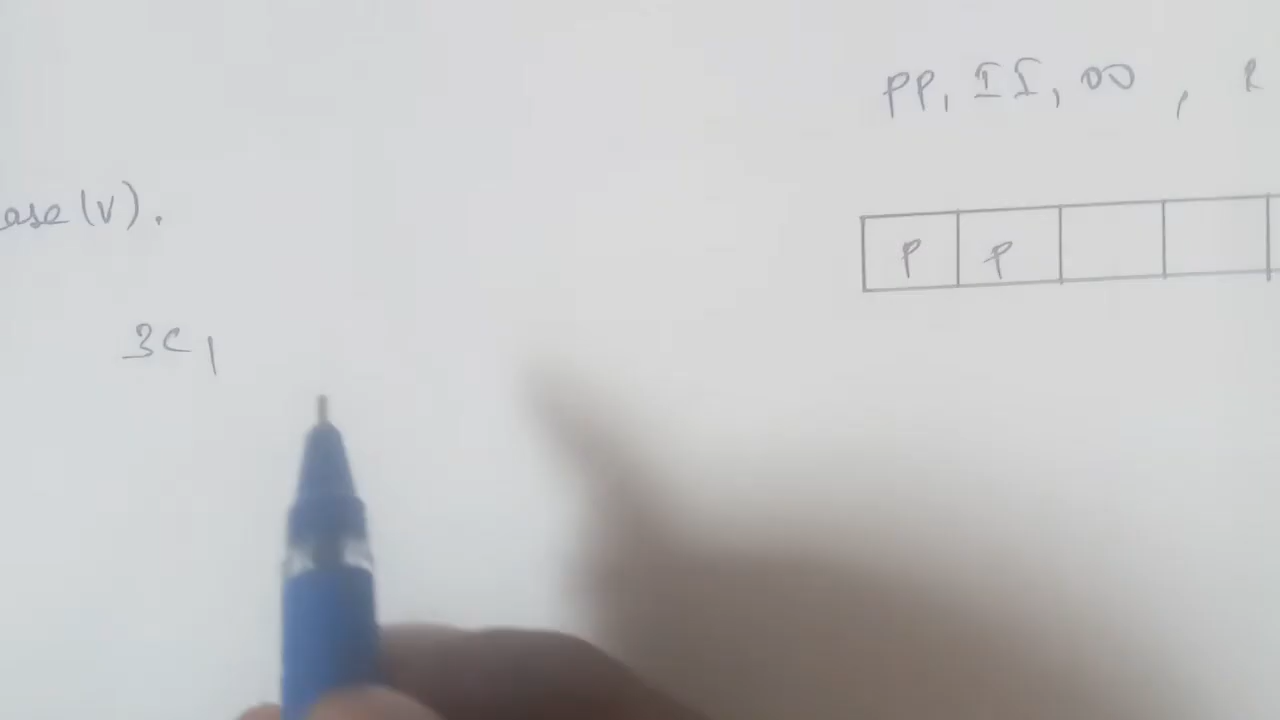 PP, II, OO, R
ase (V).
P P
3C1